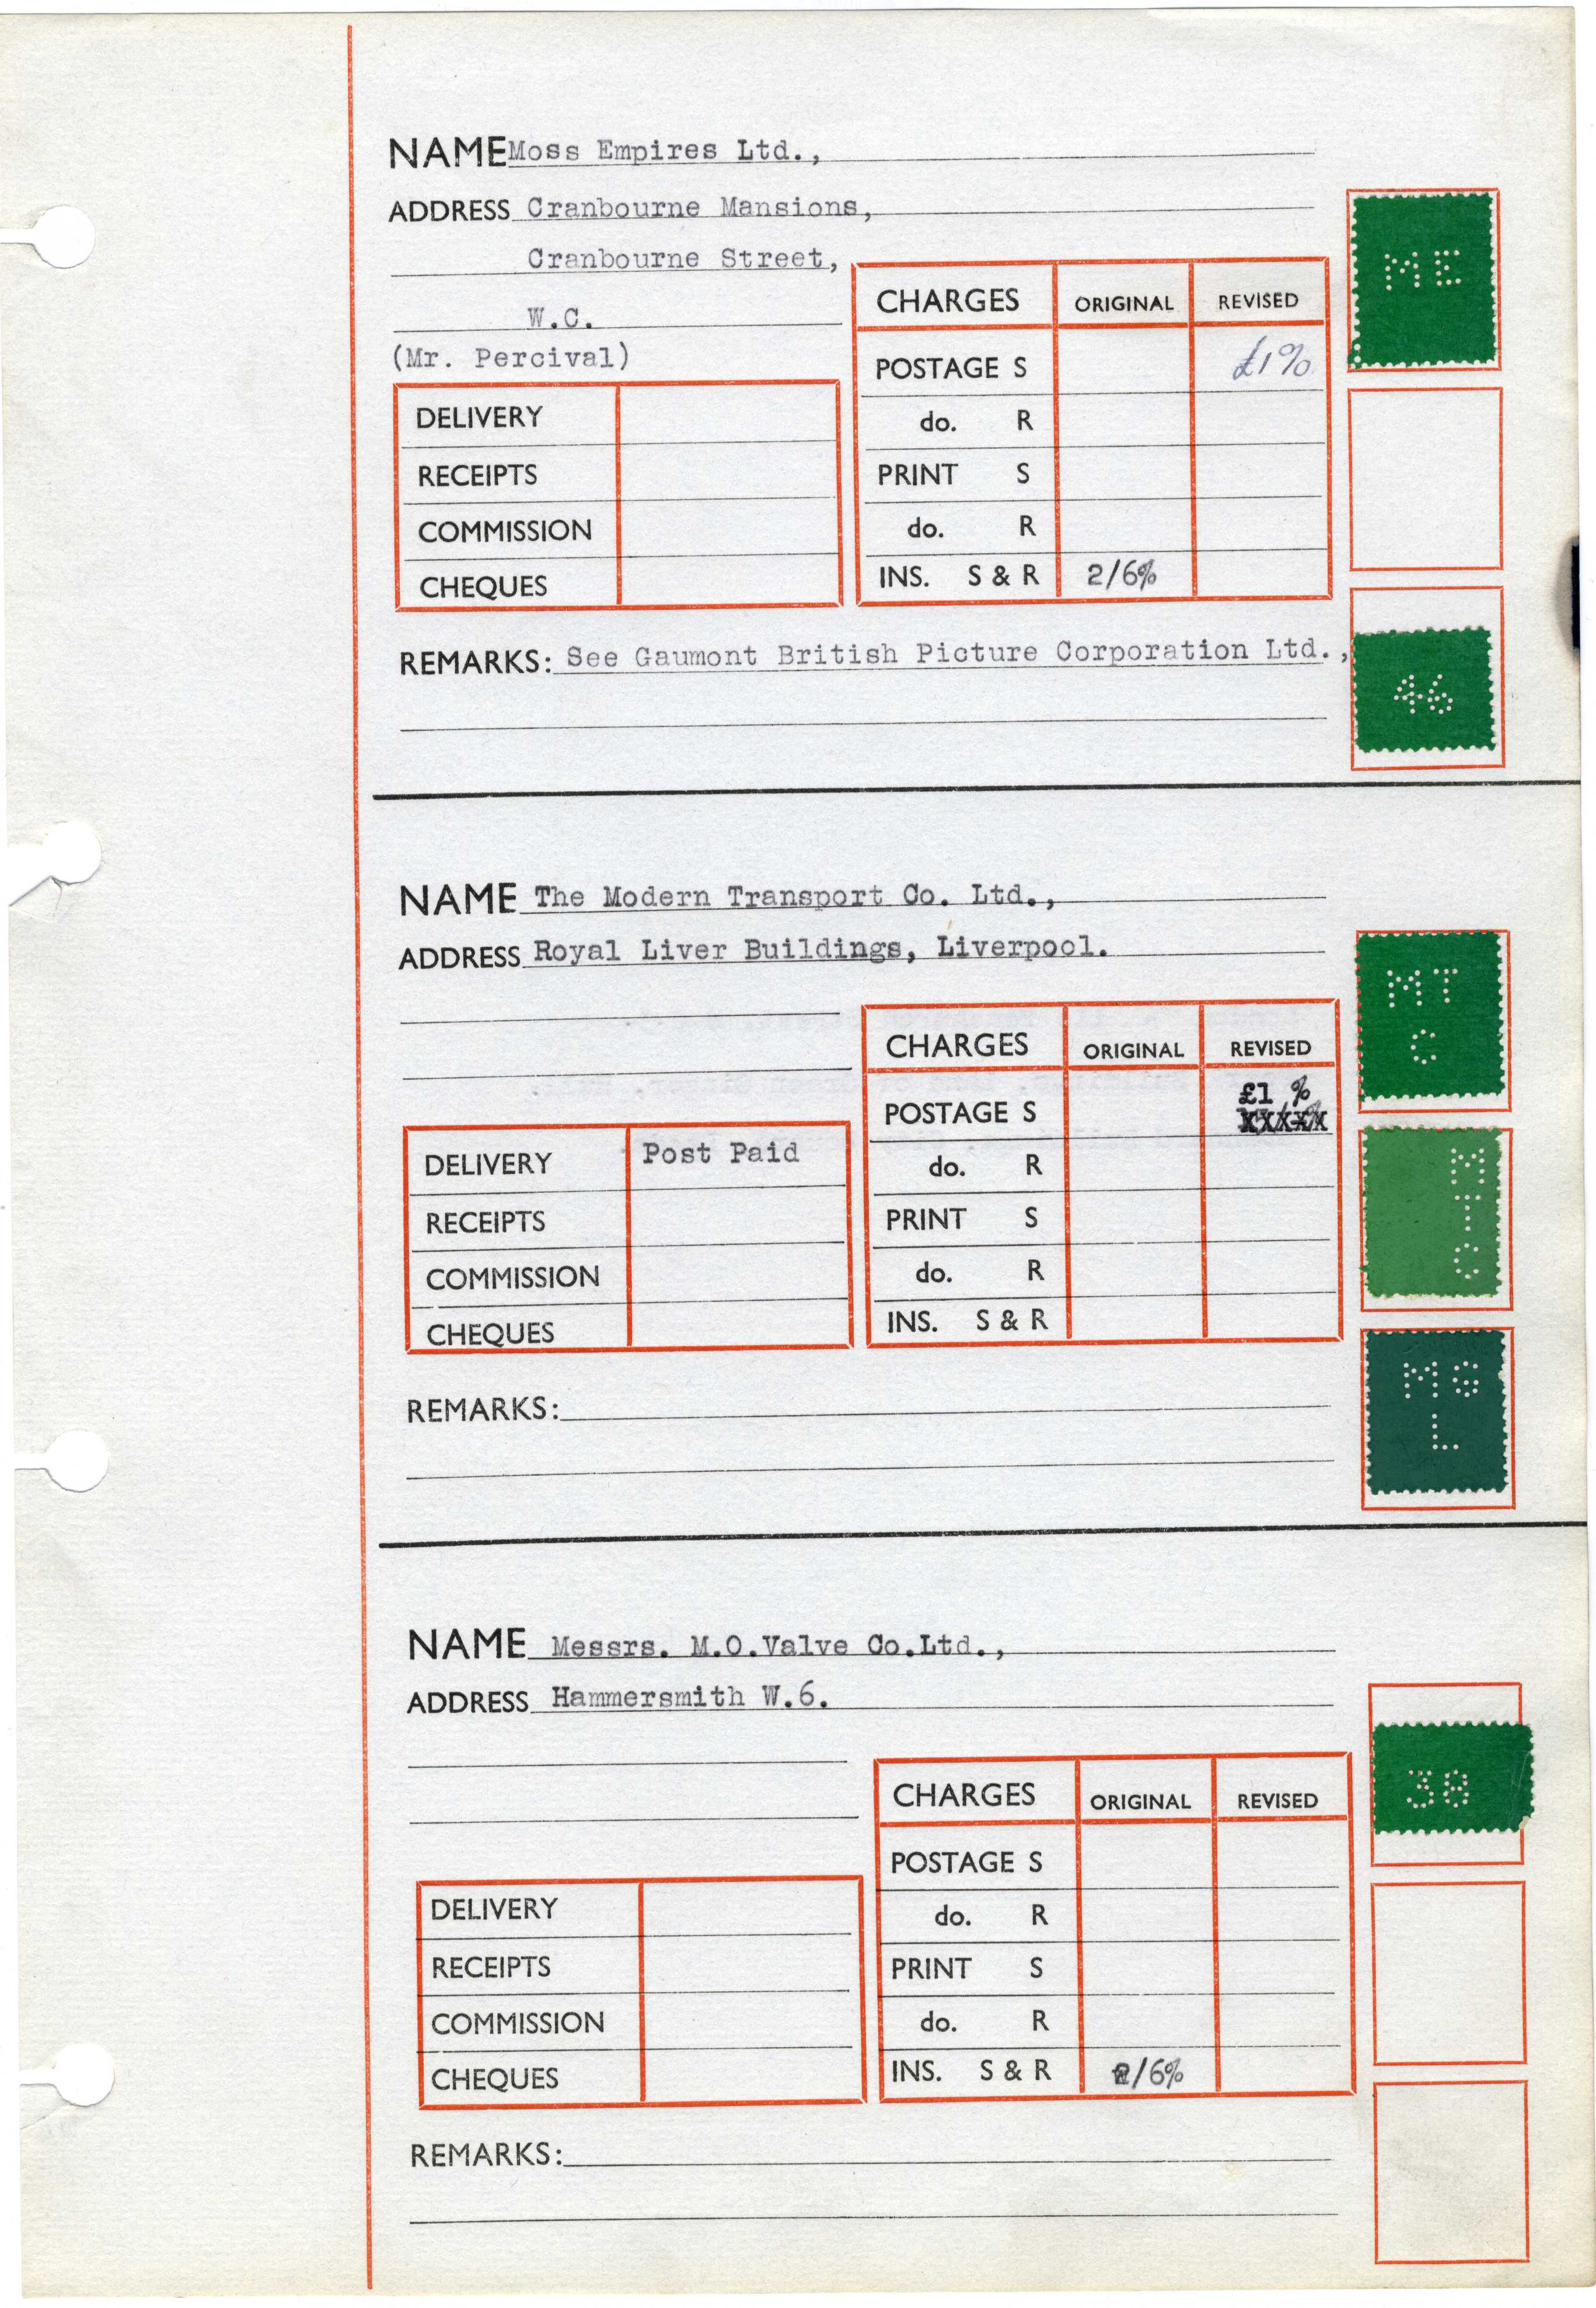 NAME Moss Empires Ltd.,
ADDRESS Cranbourne Mansions,
Cranbourne Street,
W.C.
(Mr. Percival)
CHARGES ORIGINAL REVISED
POSTAGE S £1%
do. R
PRINT S
do. R
INS. S & R 2/6%
DELIVERY
RECEIPTS
COMMISSION
CHEQUES
REMARKS: See Gaumont British Picture Corporation Ltd.,
ME
46
NAME The Modern Transport Co. Ltd.,
ADDRESS Royal Liver Buildings, Liverpool.
CHARGES ORIGINAL REVISED
POSTAGE S £1 %
do. R
PRINT S
do. R
INS. S & R
DELIVERY Post Paid
RECEIPTS
COMMISSION
CHEQUES
REMARKS:
MT
C
M
T
C
MG
L
NAME Messrs. M.O.Valve Co.Ltd.,
ADDRESS Hammersmith W.6.
CHARGES ORIGINAL REVISED
POSTAGE S
do. R
PRINT S
do. R
INS. S & R 2/6%
DELIVERY
RECEIPTS
COMMISSION
CHEQUES
REMARKS:
38